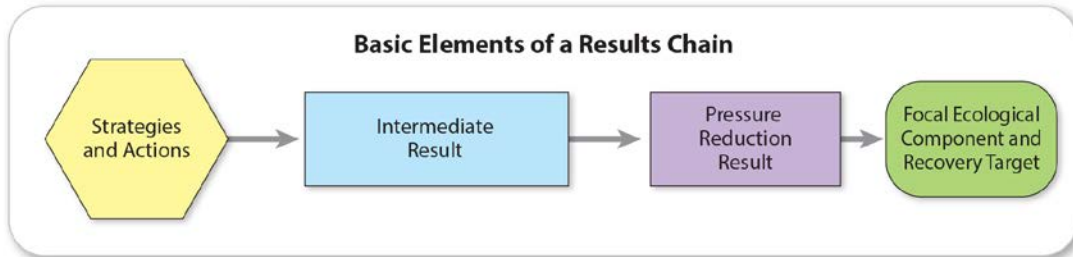 Basic Elements of a Results Chain
Strategies
and Actions
Intermediate
Result
Pressure
Reduction
Result
Focal Ecological
Component and
Recovery Target